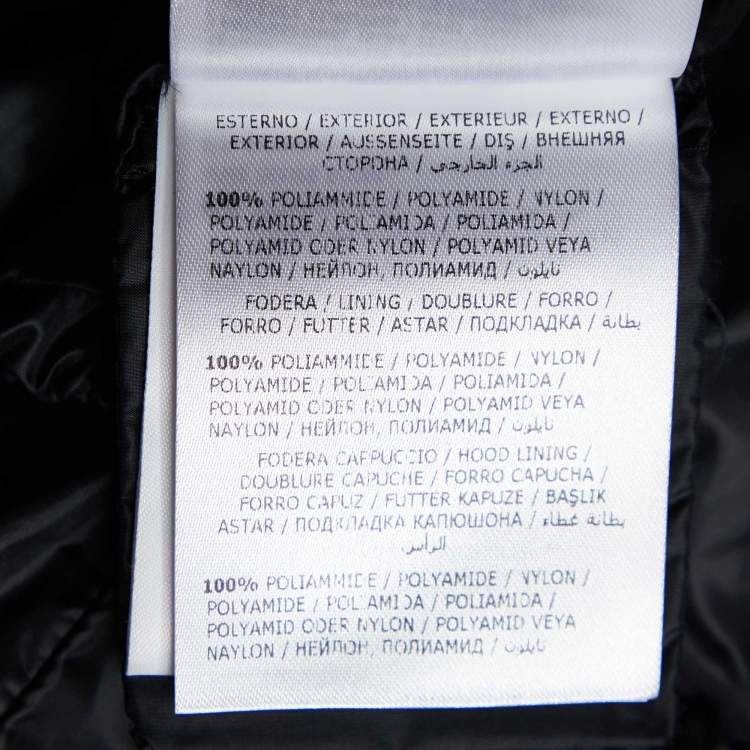 ESTERNO / EXTERIOR / EXTERIEUR / EXTERNO /
EXTERIOR / AUSSENSEITE / DIŞ / ВНЕШНЯЯ
СТОРОНА / الجزء الخارجي
100% POLIAMMIDE / POLYAMIDE / NYLON /
POLYAMIDE / POLIAMIDA / POLIAMIDA /
POLYAMID ODER NYLON / POLYAMID VEYA
NAYLON / НЕЙЛОН, ПОЛИАМИД / نايلون
FODERA / LINING / DOUBLURE / FORRO /
FORRO / FUTTER / ASTAR / ПОДКЛАДКА / بطانة
100% POLIAMMIDE / POLYAMIDE / NYLON /
POLYAMIDE / POLIAMIDA / POLIAMIDA /
POLYAMID ODER NYLON / POLYAMID VEYA
NAYLON / НЕЙЛОН, ПОЛИАМИД / نايلون
FODERA CAPPUCCIO / HOOD LINING /
DOUBLURE CAPUCHE / FORRO CAPUCHA /
FORRO CAPUZ / FUTTER KAPUZE / BAŞLIK
ASTAR / ПОДКЛАДКА КАПЮШОНА / بطانة غطاء
الرأس.
100% POLIAMMIDE / POLYAMIDE / NYLON /
POLYAMIDE / POLIAMIDA / POLIAMIDA /
POLYAMID ODER NYLON / POLYAMID VEYA
NAYLON / НЕЙЛОН, ПОЛИАМИД / نايلون